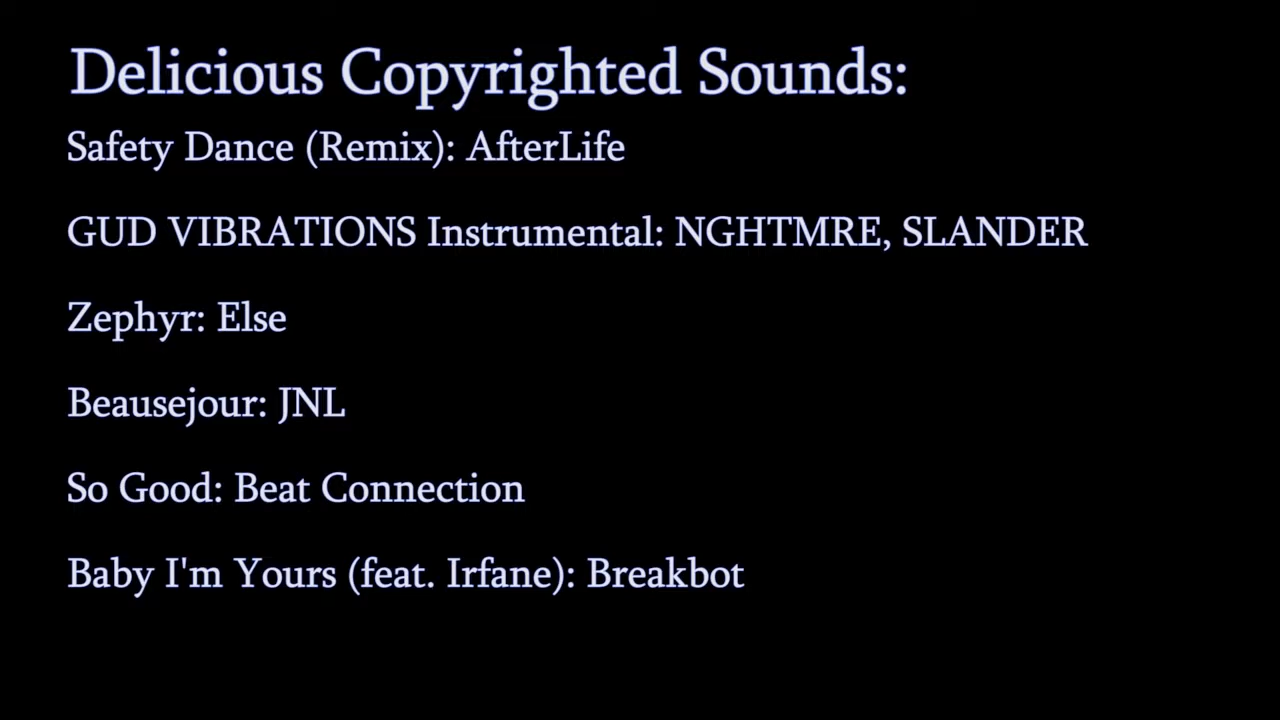 Delicious Copyrighted Sounds:
Safety Dance (Remix): AfterLife
GUD VIBRATIONS Instrumental: NGHTMRE, SLANDER
Zephyr: Else
Beausejour: JNL
So Good: Beat Connection
Baby I'm Yours (feat. Irfane): Breakbot